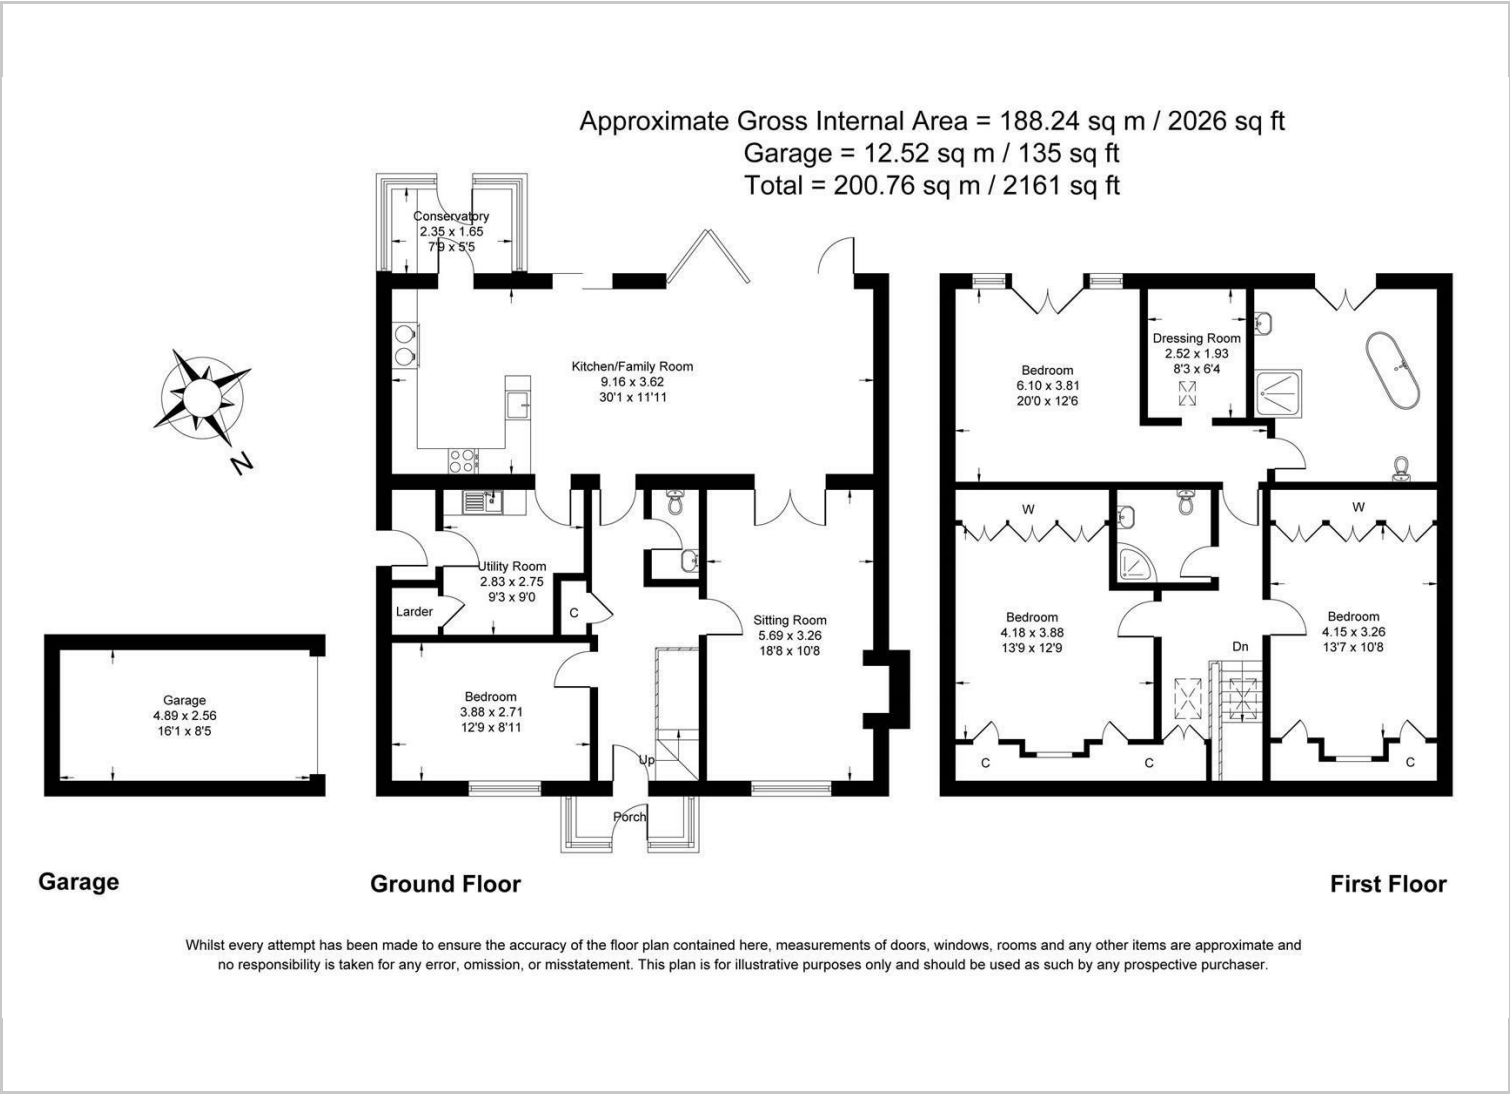 Approximate Gross Internal Area = 188.24 sq m / 2026 sq ft
Garage = 12.52 sq m / 135 sq ft
Total = 200.76 sq m / 2161 sq ft
N
Garage
4.89 x 2.56
16'1 x 8'5
Garage
Conservatory
2.35 x 1.65
7'9 x 5'5
Kitchen/Family Room
9.16 x 3.62
30'1 x 11'11
Utility Room
2.83 x 2.75
9'3 x 9'0
Larder
C
Sitting Room
5.69 x 3.26
18'8 x 10'8
Bedroom
3.88 x 2.71
12'9 x 8'11
Up
Porch
Ground Floor
Bedroom
6.10 x 3.81
20'0 x 12'6
Dressing Room
2.52 x 1.93
8'3 x 6'4
W
W
Bedroom
4.18 x 3.88
13'9 x 12'9
Bedroom
4.15 x 3.26
13'7 x 10'8
Dn
C
C
C
First Floor
Whilst every attempt has been made to ensure the accuracy of the floor plan contained here, measurements of doors, windows, rooms and any other items are approximate and
no responsibility is taken for any error, omission, or misstatement. This plan is for illustrative purposes only and should be used as such by any prospective purchaser.